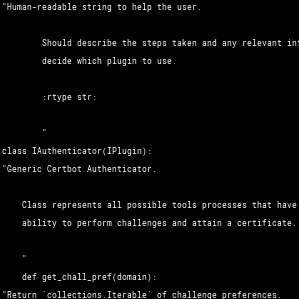 "Human-readable string to help the user.
Should describe the steps taken and any relevant
decide which plugin to use.
:rtype str:
"
class IAuthenticator(IPlugin):
"Generic Certbot Authenticator.
Class represents all possible tools processes that have
ability to perform challenges and attain a certificate.
"
def get_chall_pref(domain):
"Return `collections.Iterable` of challenge preferences.